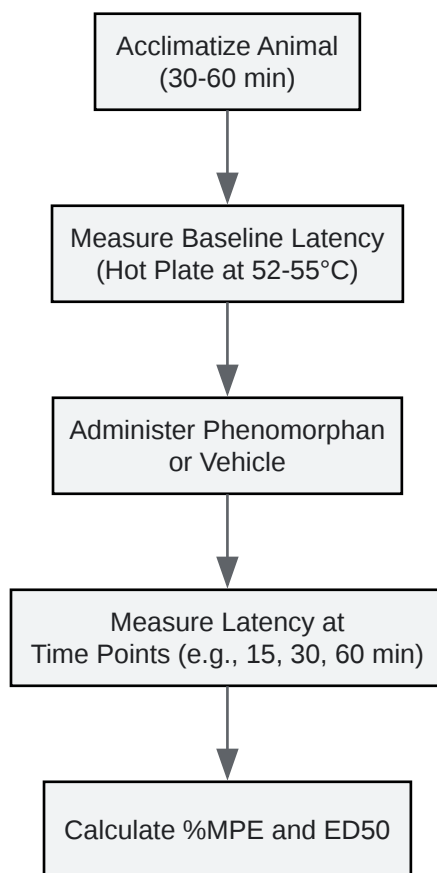 Acclimatize Animal
(30-60 min)
Measure Baseline Latency
(Hot Plate at 52-55°C)
Administer Phenomorphan
or Vehicle
Measure Latency at
Time Points (e.g., 15, 30, 60 min)
Calculate %MPE and ED50